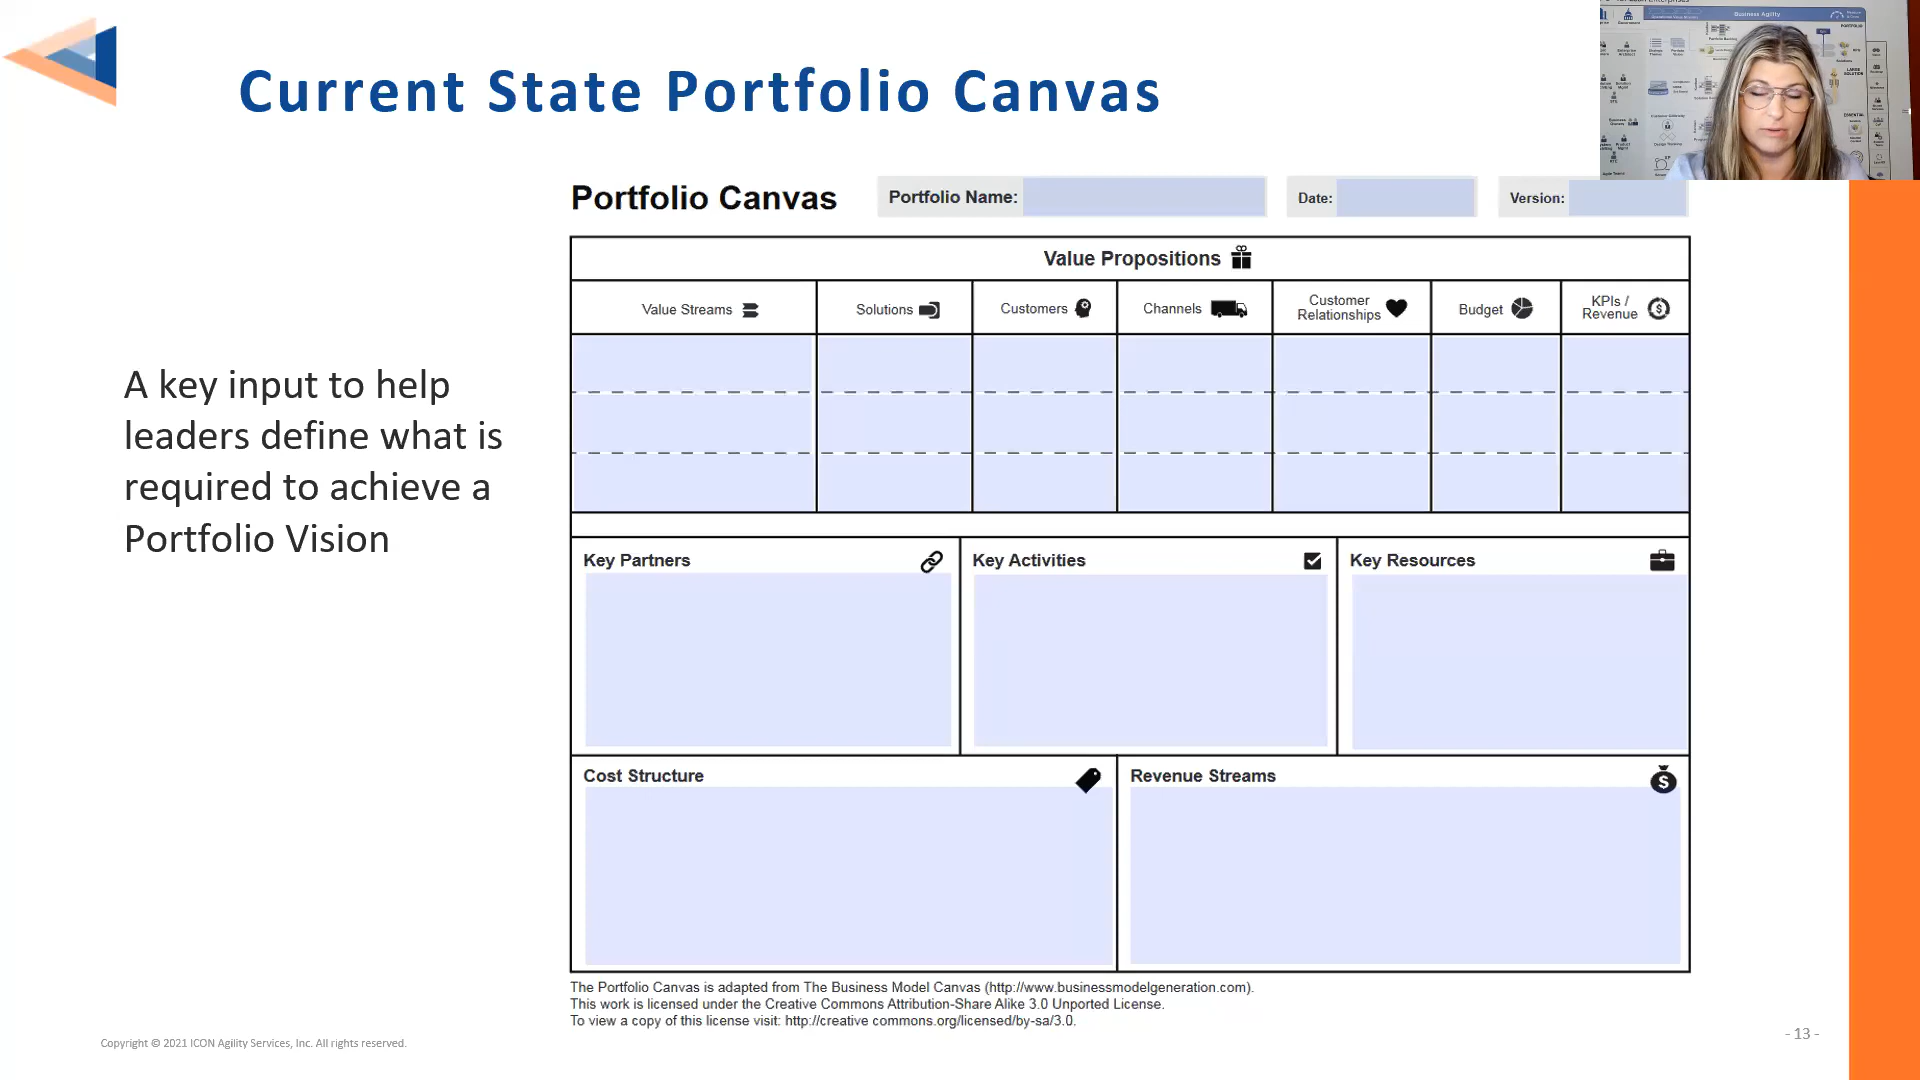 Current State Portfolio Canvas
Business Agility
Portfolio Canvas
Portfolio Name:
Date:
Version:
Value Propositions
Value Streams
Solutions
Customers
Channels
Customer
Relationships
Budget
KPIs /
Revenue
A key input to help
leaders define what is
required to achieve a
Portfolio Vision
Key Partners
Key Activities
Key Resources
Cost Structure
Revenue Streams
The Portfolio Canvas is adapted from The Business Model Canvas (http://www.businessmodelgeneration.com).
This work is licensed under the Creative Commons Attribution-Share Alike 3.0 Unported License.
To view a copy of this license visit: http://creative commons.org/licensed/by-sa/3.0.
Copyright © 2021 ICON Agility Services, Inc. All rights reserved.
- 13 -